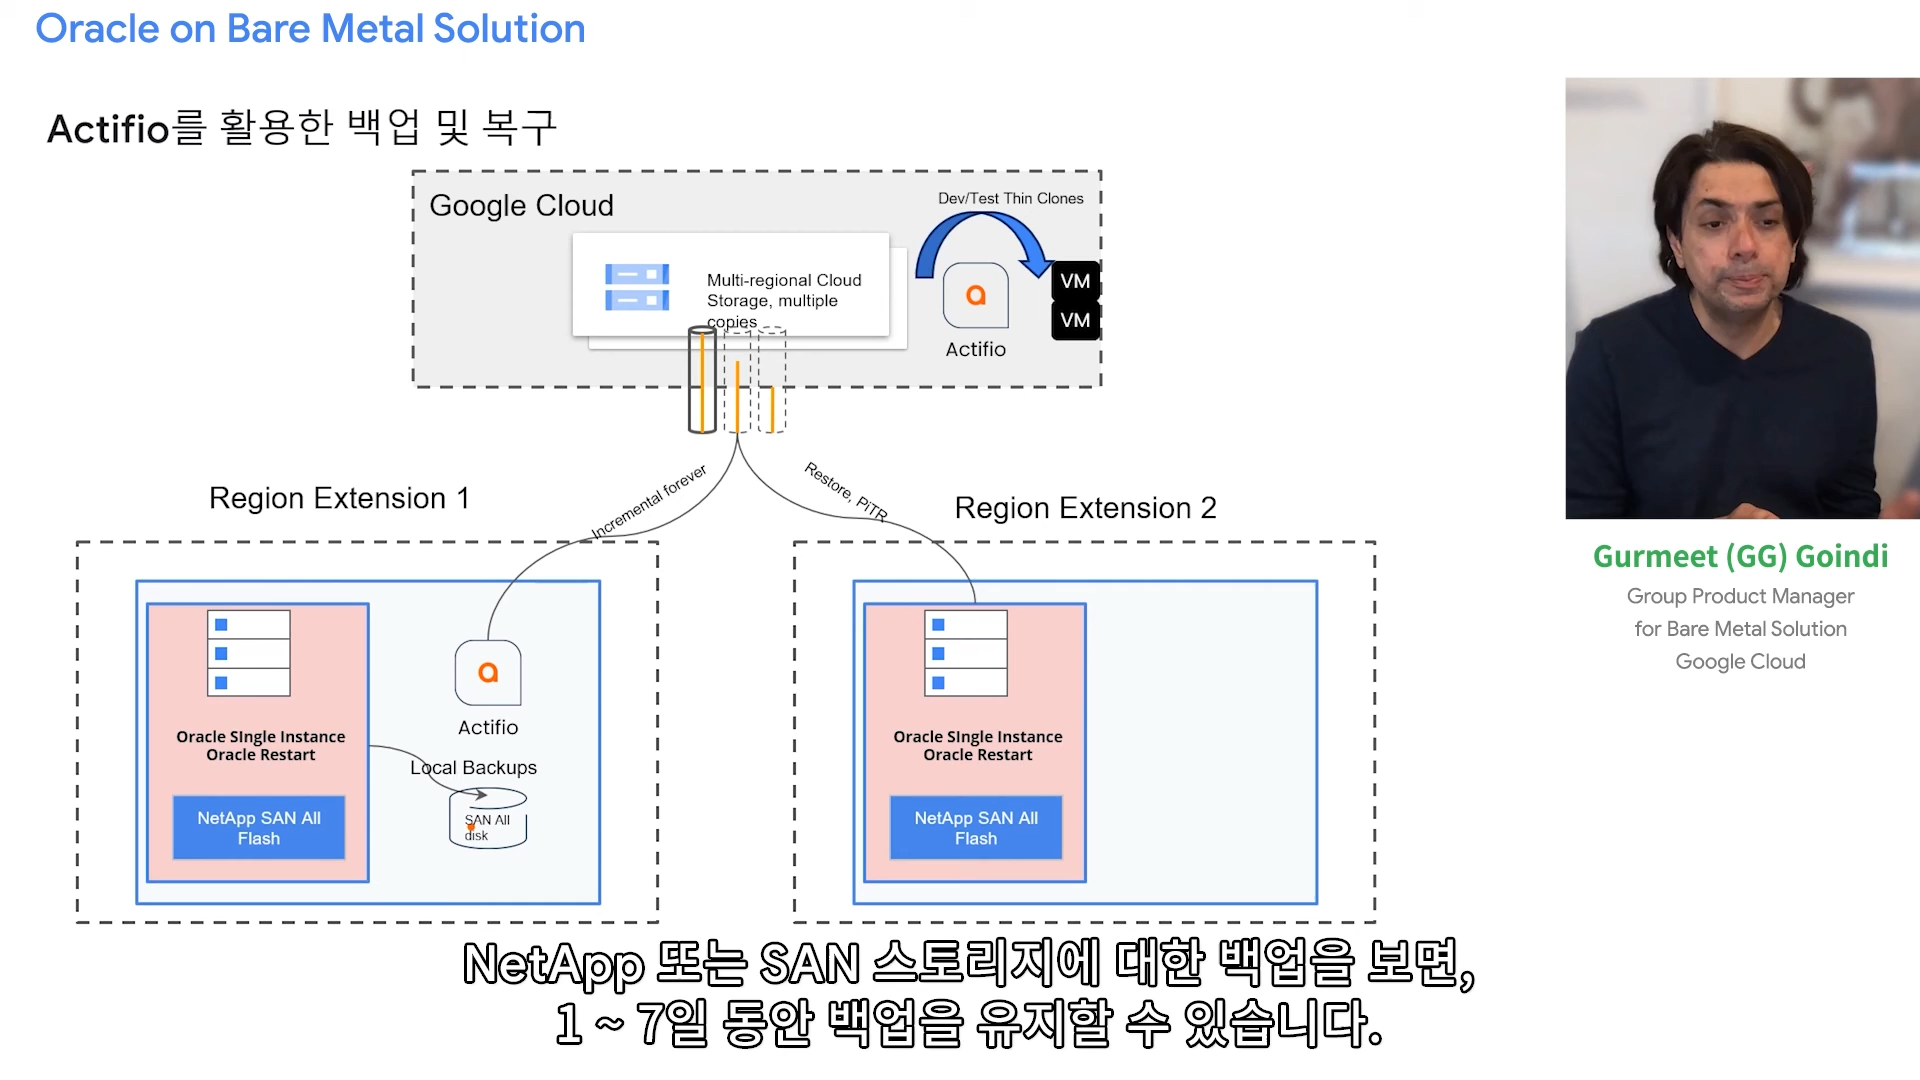 Oracle on Bare Metal Solution
Actifio를 활용한 백업 및 복구
Google Cloud
Dev/Test Thin Clones
Multi-regional Cloud
Storage, multiple
copies
VM
VM
Actifio
Incremental forever
Restore, PiTR
Region Extension 1
Region Extension 2
Oracle SIngle Instance
Oracle Restart
NetApp SAN All
Flash
Actifio
Local Backups
SAN All
disk
Oracle SIngle Instance
Oracle Restart
NetApp SAN All
Flash
Gurmeet (GG) Goindi
Group Product Manager
for Bare Metal Solution
Google Cloud
NetApp 또는 SAN 스토리지에 대한 백업을 보면,
1 ~ 7일 동안 백업을 유지할 수 있습니다.